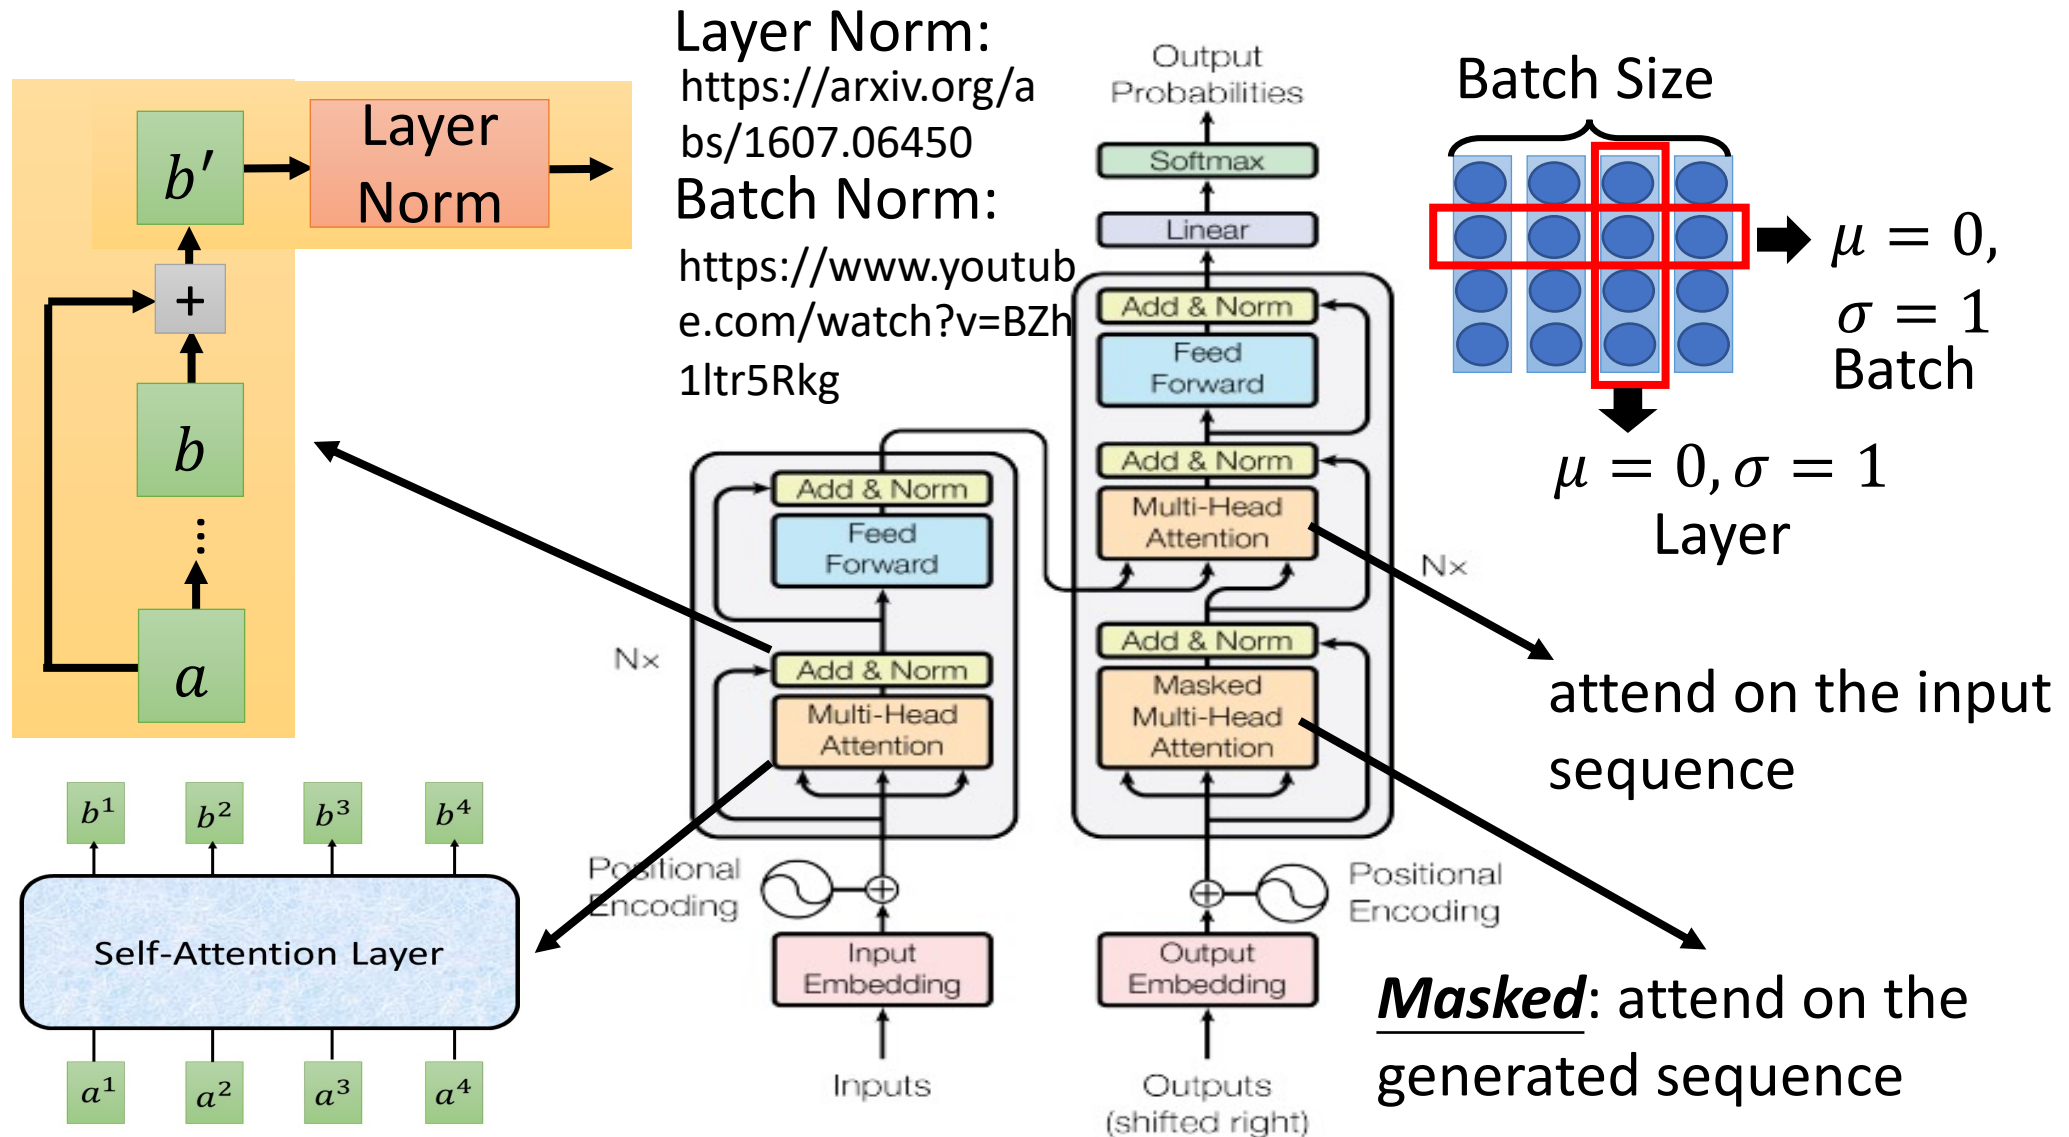 Layer Norm:
https://arxiv.org/a
bs/1607.06450
Batch Norm:
https://www.youtub
e.com/watch?v=BZh
1ltr5Rkg
b′
Layer
Norm
+
b
⋮
a
b¹ b² b³ b⁴
Self-Attention Layer
a¹ a² a³ a⁴
Output
Probabilities
Softmax
Linear
Add & Norm
Feed
Forward
Add & Norm
Multi-Head
Attention
Nx
Add & Norm
Masked
Multi-Head
Attention
Positional
Encoding
Output
Embedding
Outputs
(shifted right)
Add & Norm
Feed
Forward
Nx
Add & Norm
Multi-Head
Attention
Positional
Encoding
Input
Embedding
Inputs
Batch Size
μ = 0,
σ = 1
Batch
μ = 0, σ = 1
Layer
attend on the input
sequence
Masked: attend on the
generated sequence